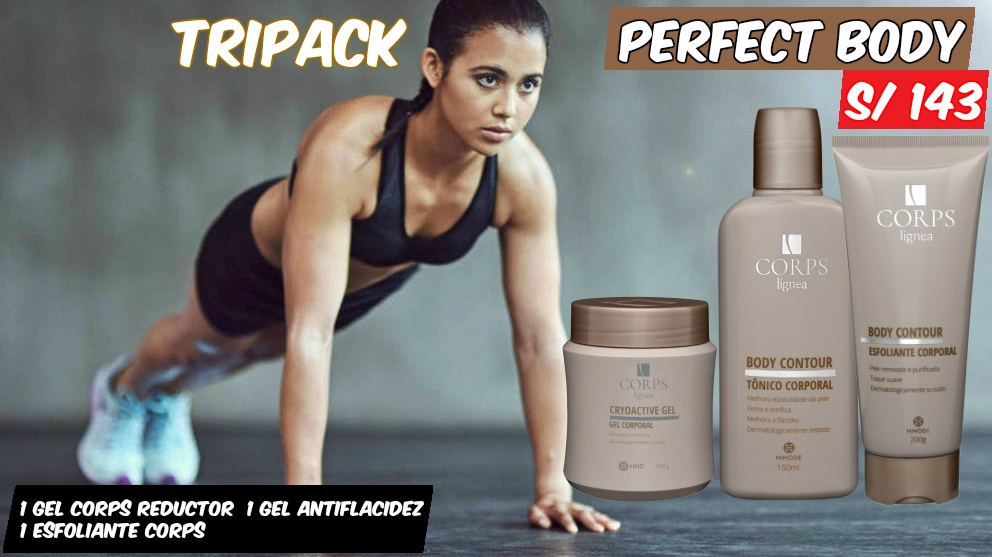 TRIPACK
PERFECT BODY
S/ 143
CORPS
lignea
CRYOACTIVE GEL
GEL CORPORAL
HND
CORPS
lignea
BODY CONTOUR
TÔNICO CORPORAL
Melhora elasticidade da pele
Firma e tonifica
Melhora a flacidez
Dermatologicamente testado
HINODE
150ml
CORPS
lignea
BODY CONTOUR
ESFOLIANTE CORPORAL
Pele renovada e purificada
Toque suave
Dermatologicamente testado
HINODE
200g
1 GEL CORPS REDUCTOR 1 GEL ANTIFLACIDEZ
1 ESFOLIANTE CORPS